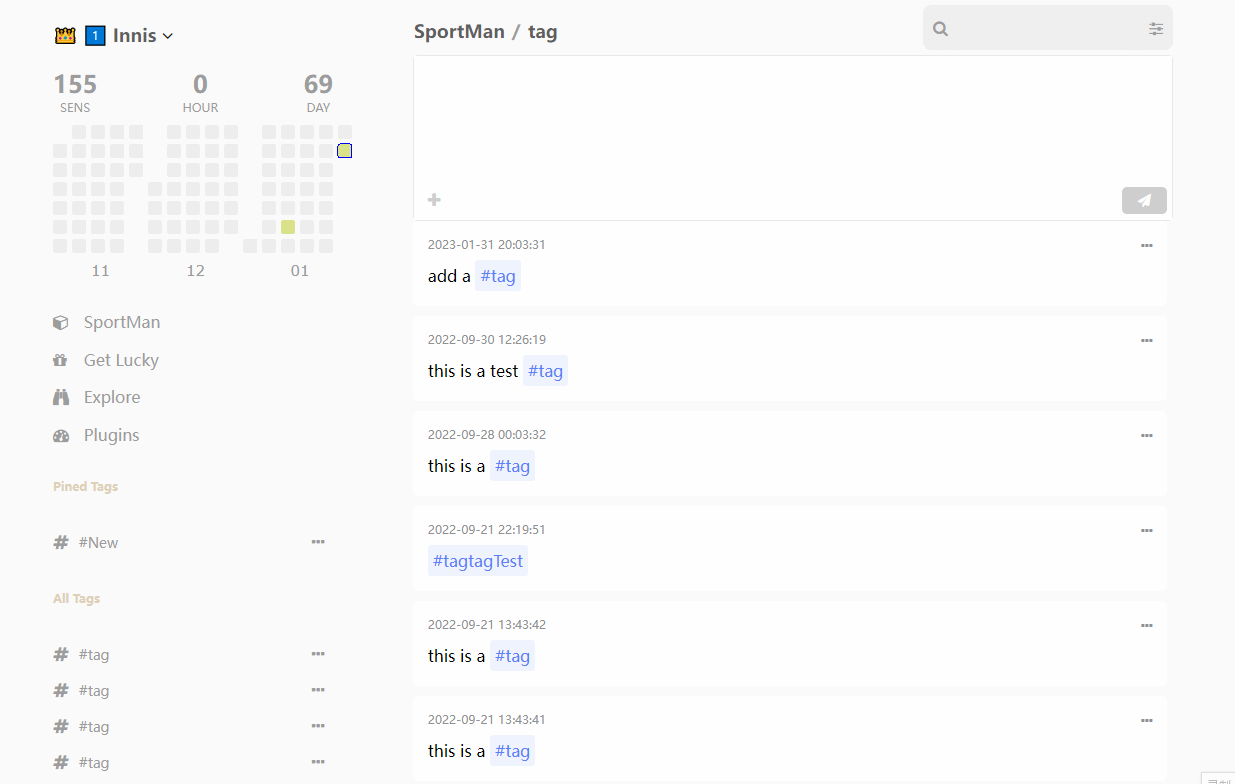 1 Innis
155 0 69
SENS HOUR DAY
11 12 01
SportMan
Get Lucky
Explore
Plugins
Pined Tags
#New
All Tags
#tag
#tag
#tag
#tag
SportMan / tag
2023-01-31 20:03:31
add a #tag
2022-09-30 12:26:19
this is a test #tag
2022-09-28 00:03:32
this is a #tag
2022-09-21 22:19:51
#tagtagTest
2022-09-21 13:43:42
this is a #tag
2022-09-21 13:43:41
this is a #tag